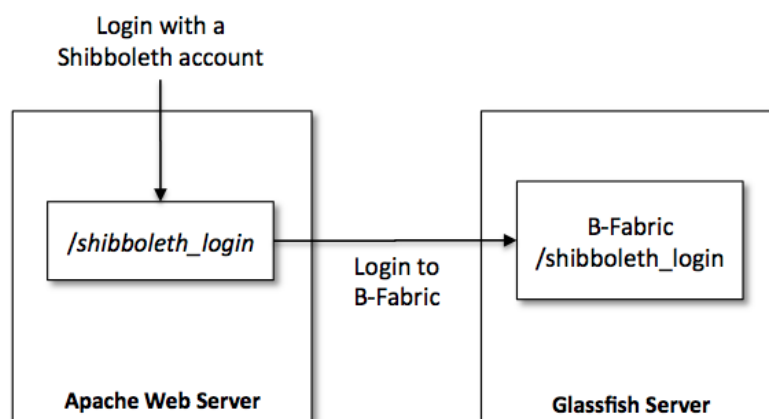 Login with a
Shibboleth account
/shibboleth_login
Login to
B-Fabric
B-Fabric
/shibboleth_login
Apache Web Server
Glassfish Server